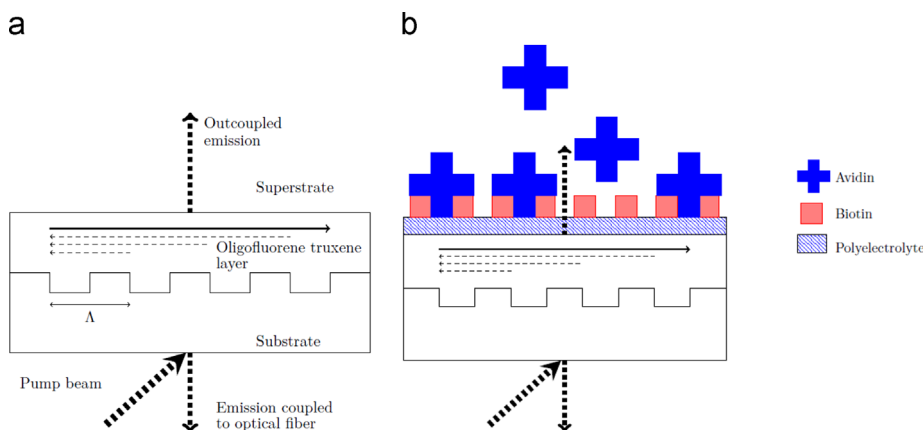 a
b
Outcoupled
emission
Superstrate
Oligofluorene truxene
layer
Λ
Substrate
Pump beam
Emission coupled
to optical fiber
Avidin
Biotin
Polyelectrolyte